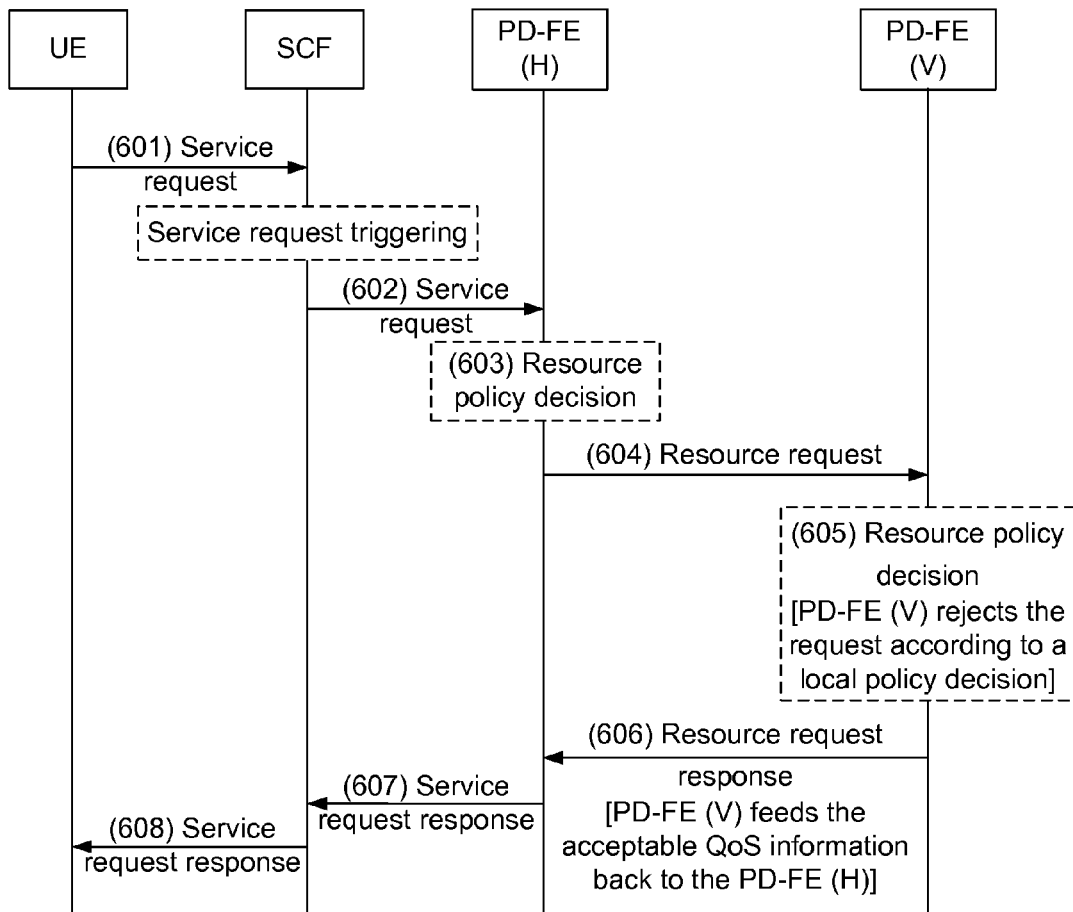 UE
SCF
PD-FE
(H)
PD-FE
(V)
(601) Service
request
Service request triggering
(602) Service
request
(603) Resource
policy decision
(604) Resource request
(605) Resource policy
decision
[PD-FE (V) rejects the
request according to a
local policy decision]
(606) Resource request
response
[PD-FE (V) feeds the
acceptable QoS information
back to the PD-FE (H)]
(607) Service
request response
(608) Service
request response